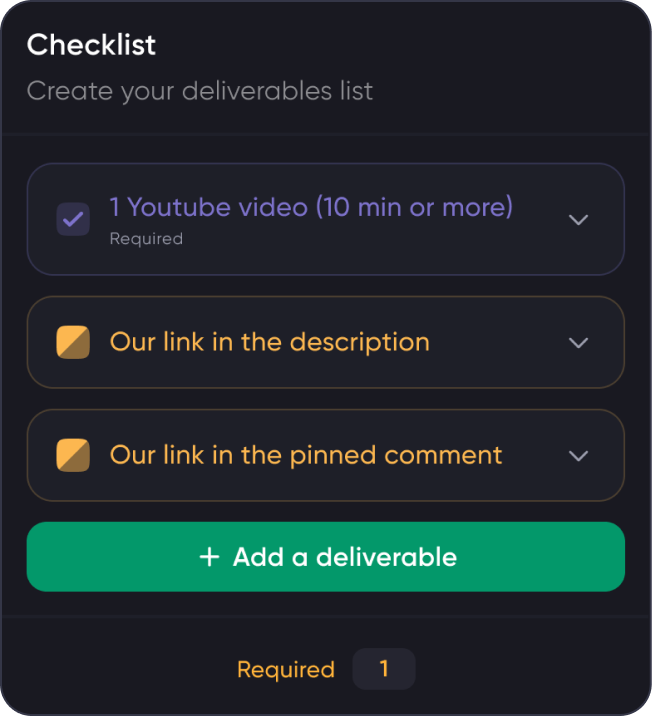 Checklist
Create your deliverables list
1 Youtube video (10 min or more)
Required
Our link in the description
Our link in the pinned comment
+ Add a deliverable
Required 1